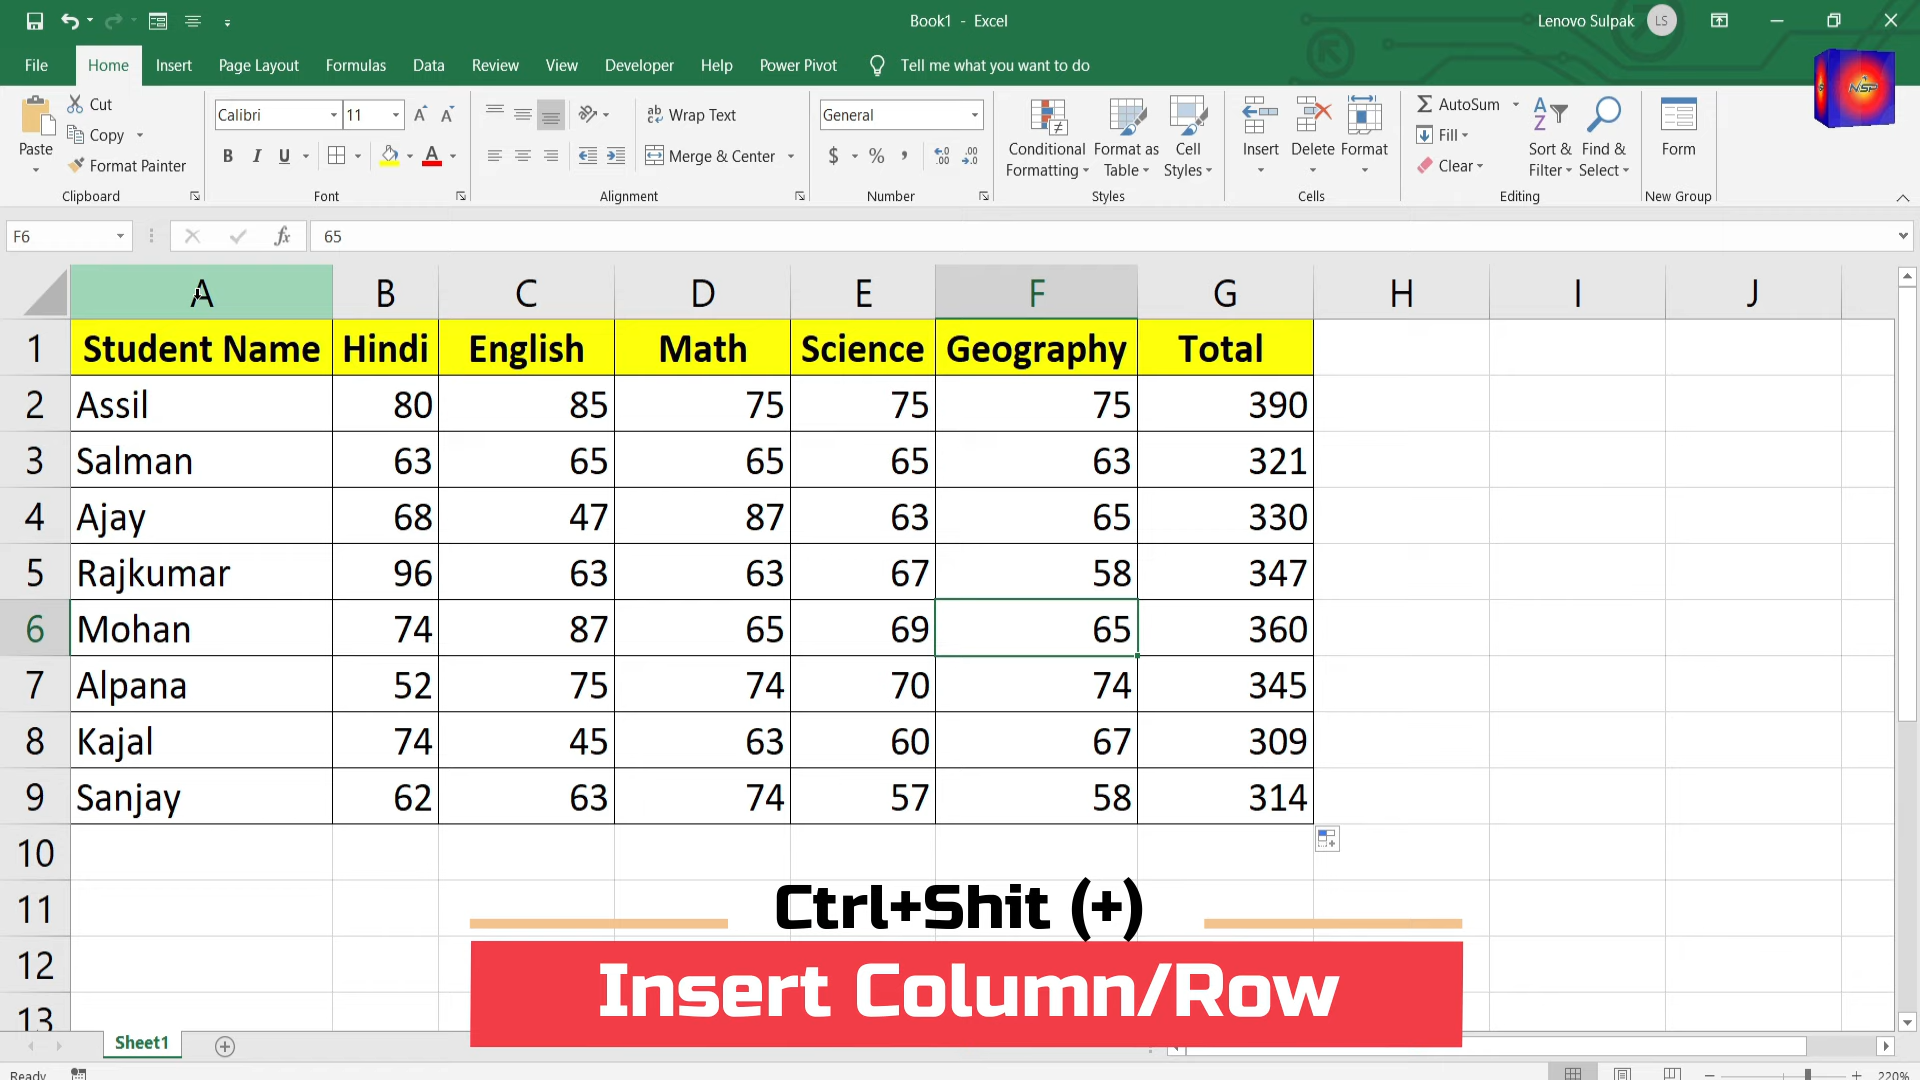 Book1 - Excel
Lenovo Sulpak LS
File Home Insert Page Layout Formulas Data Review View Developer Help Power Pivot Tell me what you want to do
NSP
Paste
Cut
Copy
Format Painter
Clipboard
Calibri 11
B I U
Font
Wrap Text
Merge & Center
Alignment
General
$ % ,
Number
Conditional Formatting
Format as Table
Cell Styles
Styles
Insert Delete Format
Cells
AutoSum
Fill
Clear
Sort & Filter
Find & Select
Editing
Form
New Group
F6 fx 65
A B C D E F G H I J
1 Student Name Hindi English Math Science Geography Total
2 Assil 80 85 75 75 75 390
3 Salman 63 65 65 65 63 321
4 Ajay 68 47 87 63 65 330
5 Rajkumar 96 63 63 67 58 347
6 Mohan 74 87 65 69 65 360
7 Alpana 52 75 74 70 74 345
8 Kajal 74 45 63 60 67 309
9 Sanjay 62 63 74 57 58 314
10
11
12
13
Ctrl+Shit (+)
Insert Column/Row
Sheet1
Ready
220%